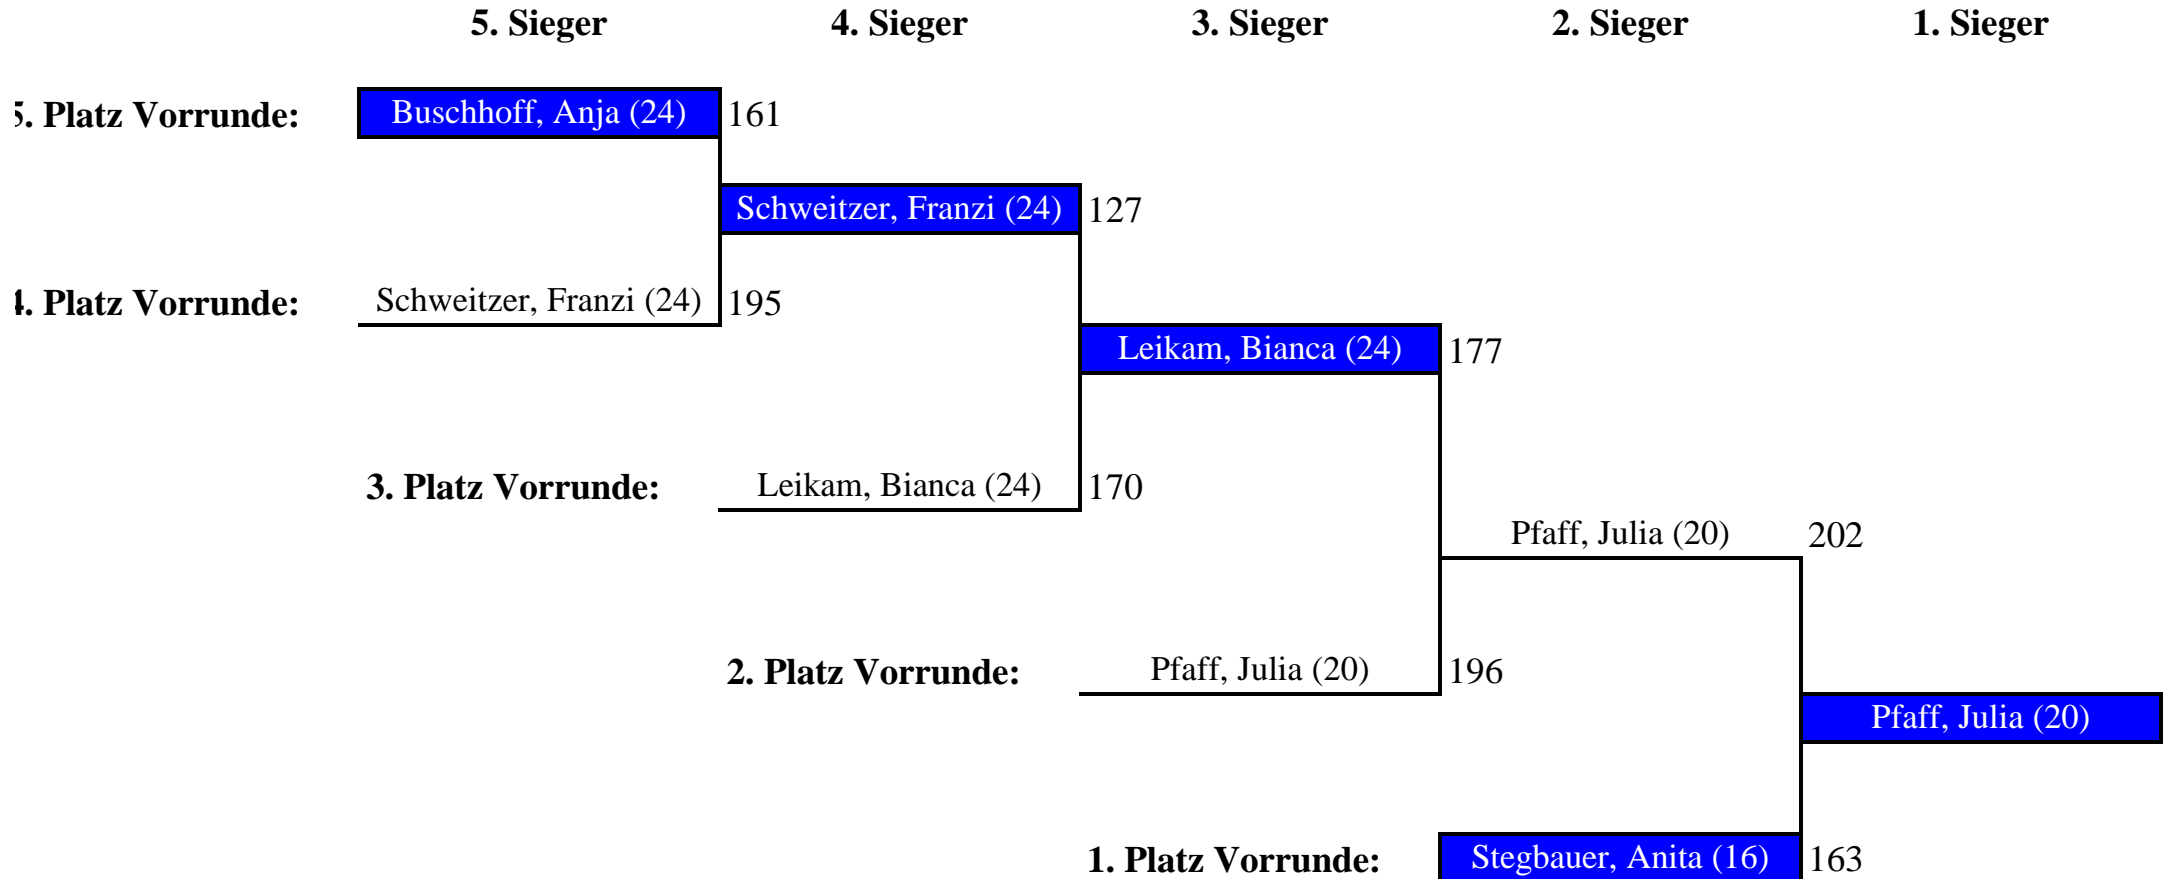 5. Sieger 4. Sieger 3. Sieger 2. Sieger 1. Sieger
5. Platz Vorrunde: Buschhoff, Anja (24) 161
Schweitzer, Franzi (24) 127
4. Platz Vorrunde: Schweitzer, Franzi (24) 195
Leikam, Bianca (24) 177
3. Platz Vorrunde: Leikam, Bianca (24) 170
Pfaff, Julia (20) 202
2. Platz Vorrunde: Pfaff, Julia (20) 196
Pfaff, Julia (20)
1. Platz Vorrunde: Stegbauer, Anita (16) 163